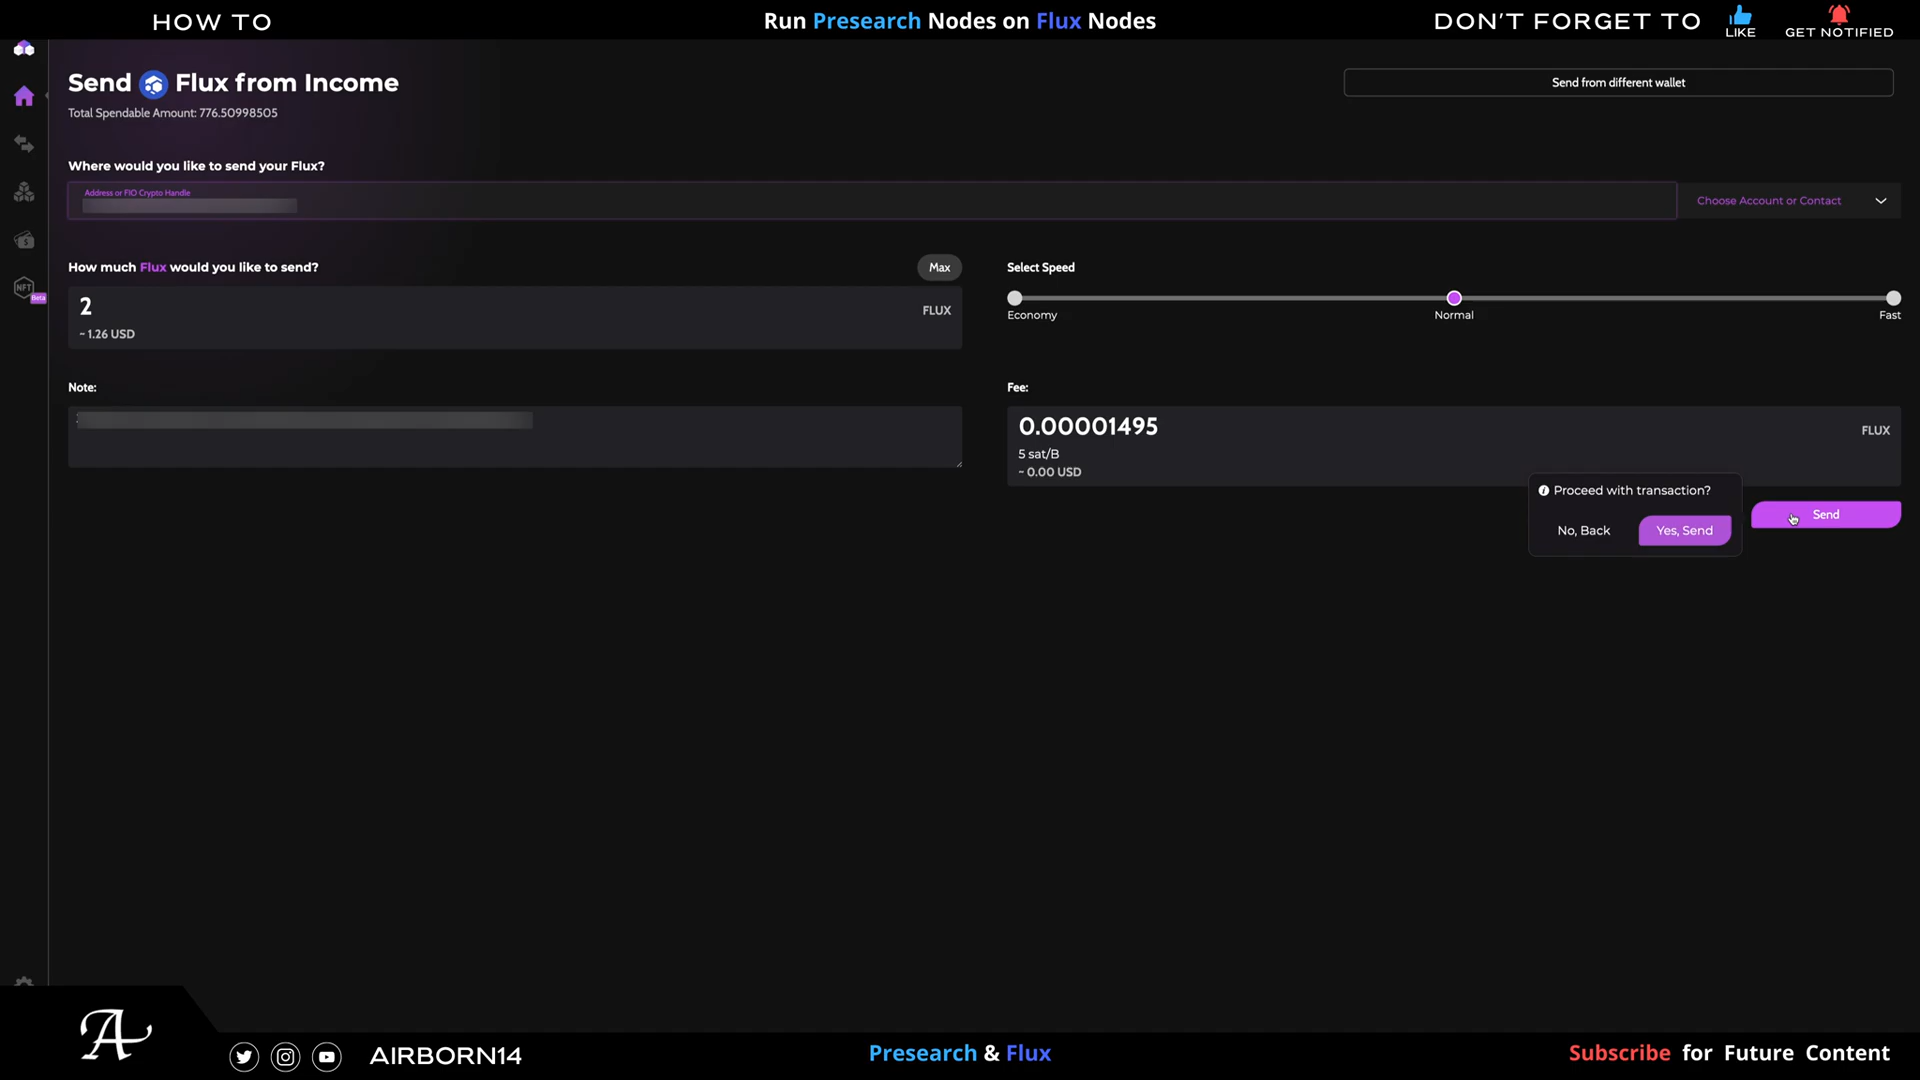 HOW TO
Run Presearch Nodes on Flux Nodes
DON'T FORGET TO
LIKE
GET NOTIFIED
Send Flux from Income
Total Spendable Amount: 776.50998505
Send from different wallet
Where would you like to send your Flux?
Address or FIO Crypto Handle
Choose Account or Contact
How much Flux would you like to send?
Max
2
FLUX
~ 1.26 USD
Select Speed
Economy
Normal
Fast
Note:
Fee:
0.00001495
FLUX
5 sat/B
~ 0.00 USD
Proceed with transaction?
No, Back
Yes, Send
Send
NFT
Beta
A
AIRBORN14
Presearch & Flux
Subscribe for Future Content